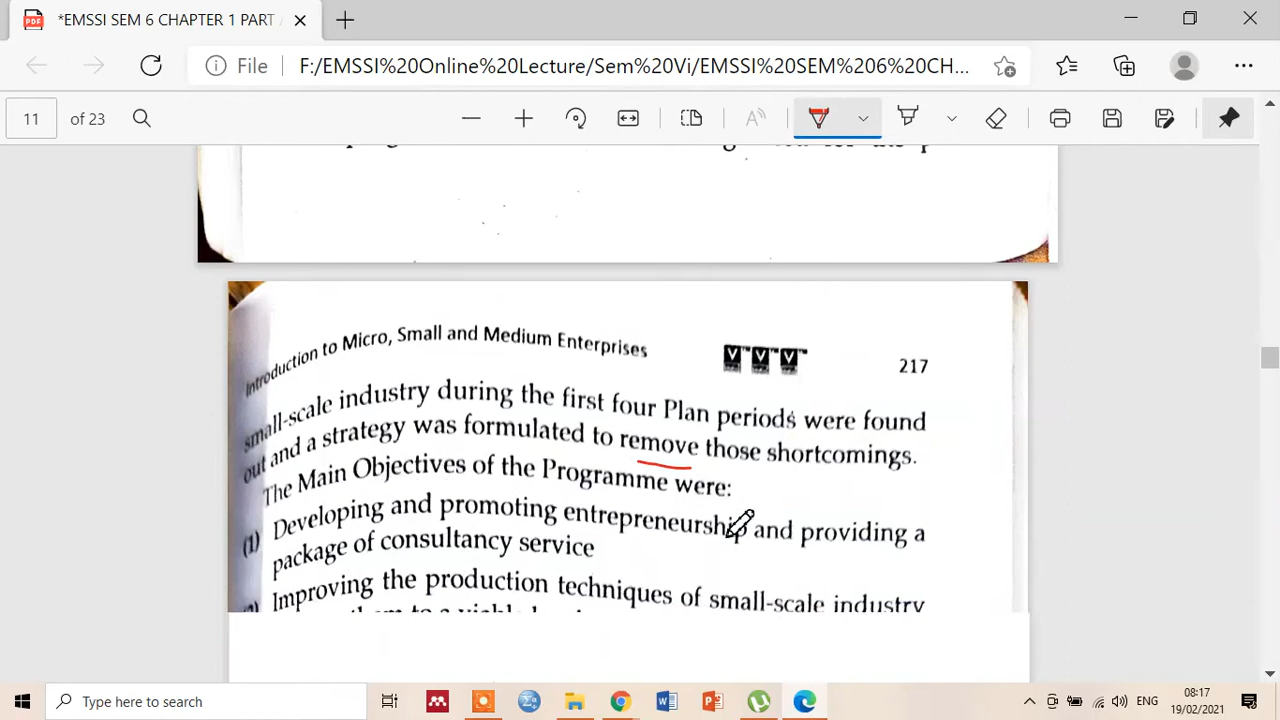 *EMSSI SEM 6 CHAPTER 1 PART A
File F:/EMSSI%20Online%20Lecture/Sem%20Vi/EMSSI%20SEM%206%20CH...
11 of 23
Introduction to Micro, Small and Medium Enterprises VVV 217
small-scale industry during the first four Plan periods were found
out and a strategy was formulated to remove those shortcomings.
The Main Objectives of the Programme were:
(1) Developing and promoting entrepreneurship and providing a
package of consultancy service
Improving the production techniques of small-scale industry
them to a viable
Type here to search
ENG
08:17
19/02/2021